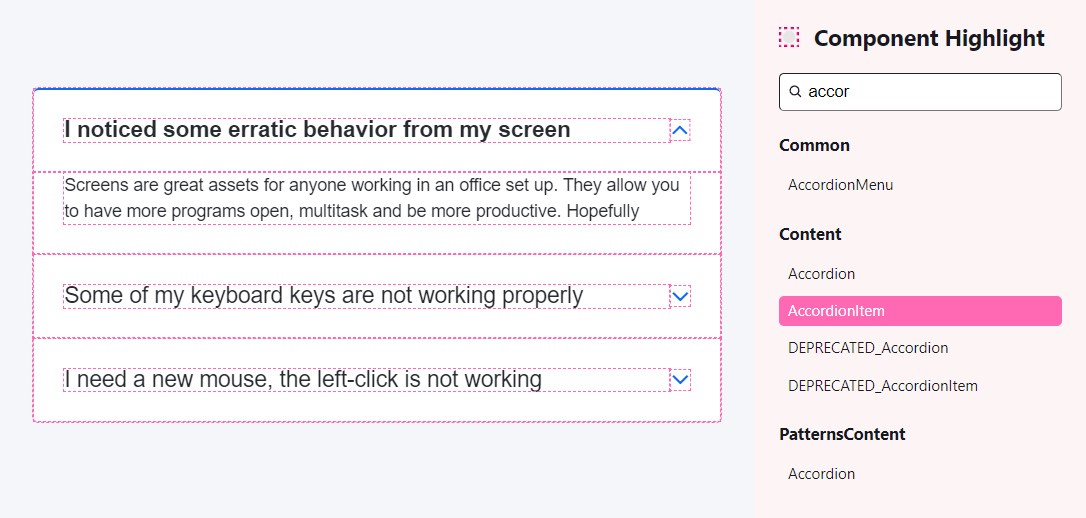 I noticed some erratic behavior from my screen
Screens are great assets for anyone working in an office set up. They allow you
to have more programs open, multitask and be more productive. Hopefully
Some of my keyboard keys are not working properly
I need a new mouse, the left-click is not working
Component Highlight
accor
Common
AccordionMenu
Content
Accordion
AccordionItem
DEPRECATED_Accordion
DEPRECATED_AccordionItem
PatternsContent
Accordion